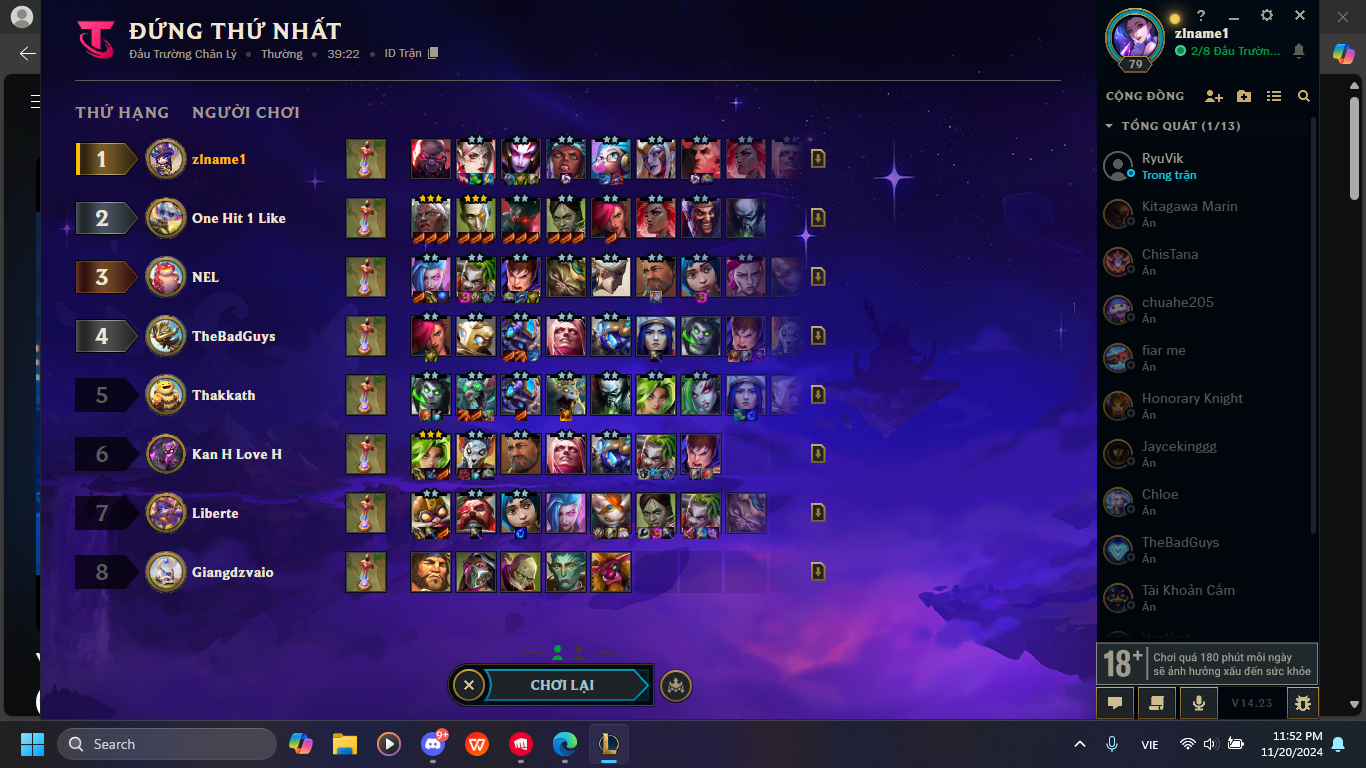 ĐỨNG THỨ NHẤT
Đấu Trường Chân Lý • Thường • 39:22 • ID Trận
THỨ HẠNG NGƯỜI CHƠI
1 zlname1
2 One Hit 1 Like
3 NEL
4 TheBadGuys
5 Thakkath
6 Kan H Love H
7 Liberte
8 Giangdzvaio
CHƠI LẠI
?
zlname1
2/8 Đấu Trườn...
79
CỘNG ĐỒNG
TỔNG QUÁT (1/13)
RyuVik
Trong trận
Kitagawa Marin
Ẩn
ChisTana
Ẩn
chuahe205
Ẩn
fiar me
Ẩn
Honorary Knight
Ẩn
Jaycekinggg
Ẩn
Chloe
Ẩn
TheBadGuys
Ẩn
Tài Khoản Cấm
Ẩn
18+ Chơi quá 180 phút mỗi ngày
sẽ ảnh hưởng xấu đến sức khỏe
V14.23
Search
9+
VIE
11:52 PM
11/20/2024